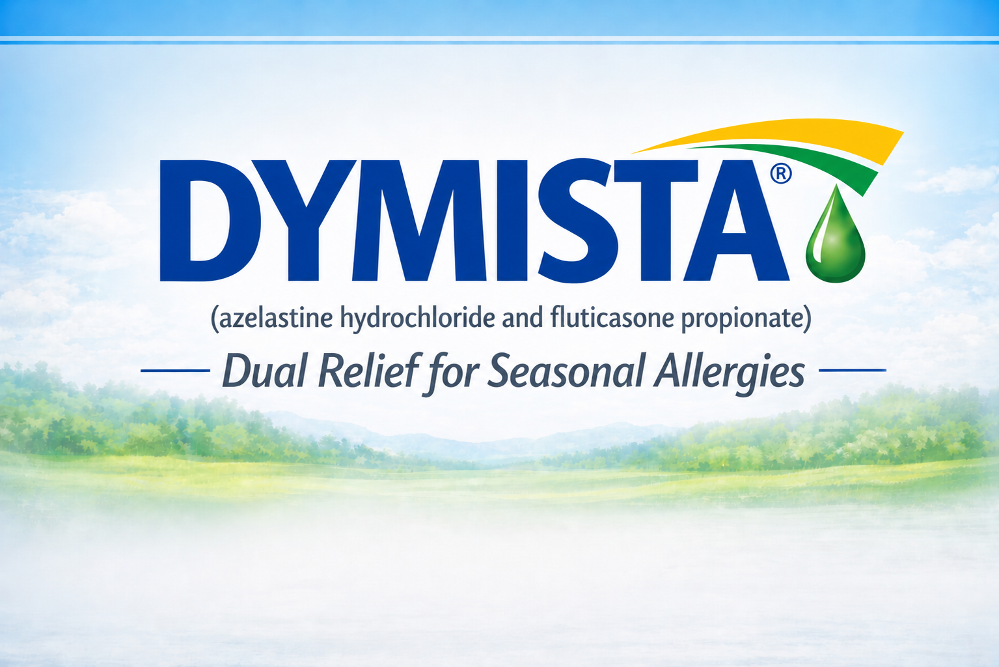 DYMISTA®
(azelastine hydrochloride and fluticasone propionate)
Dual Relief for Seasonal Allergies